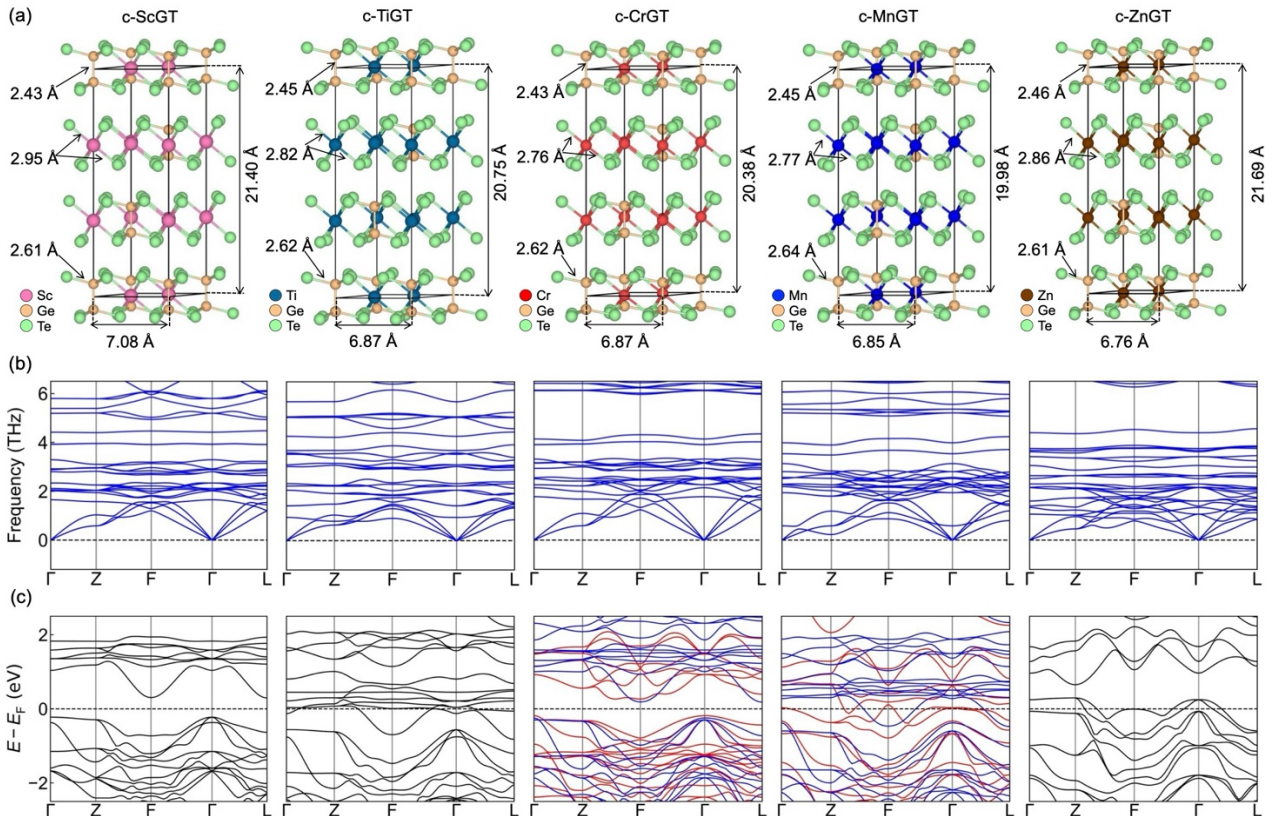 (a)
c-ScGT
c-TiGT
c-CrGT
c-MnGT
c-ZnGT
2.43 Å
2.95 Å
2.61 Å
21.40 Å
Sc
Ge
Te
7.08 Å
2.45 Å
2.82 Å
2.62 Å
20.75 Å
Ti
Ge
Te
6.87 Å
2.43 Å
2.76 Å
2.62 Å
20.38 Å
Cr
Ge
Te
6.87 Å
2.45 Å
2.77 Å
2.64 Å
19.98 Å
Mn
Ge
Te
6.85 Å
2.46 Å
2.86 Å
2.61 Å
21.69 Å
Zn
Ge
Te
6.76 Å
(b)
Frequency (THz)
6
4
2
0
Γ Z F Γ L
Γ Z F Γ L
Γ Z F Γ L
Γ Z F Γ L
Γ Z F Γ L
(c)
E − E_F (eV)
2
0
−2
Γ Z F Γ L
Γ Z F Γ L
Γ Z F Γ L
Γ Z F Γ L
Γ Z F Γ L